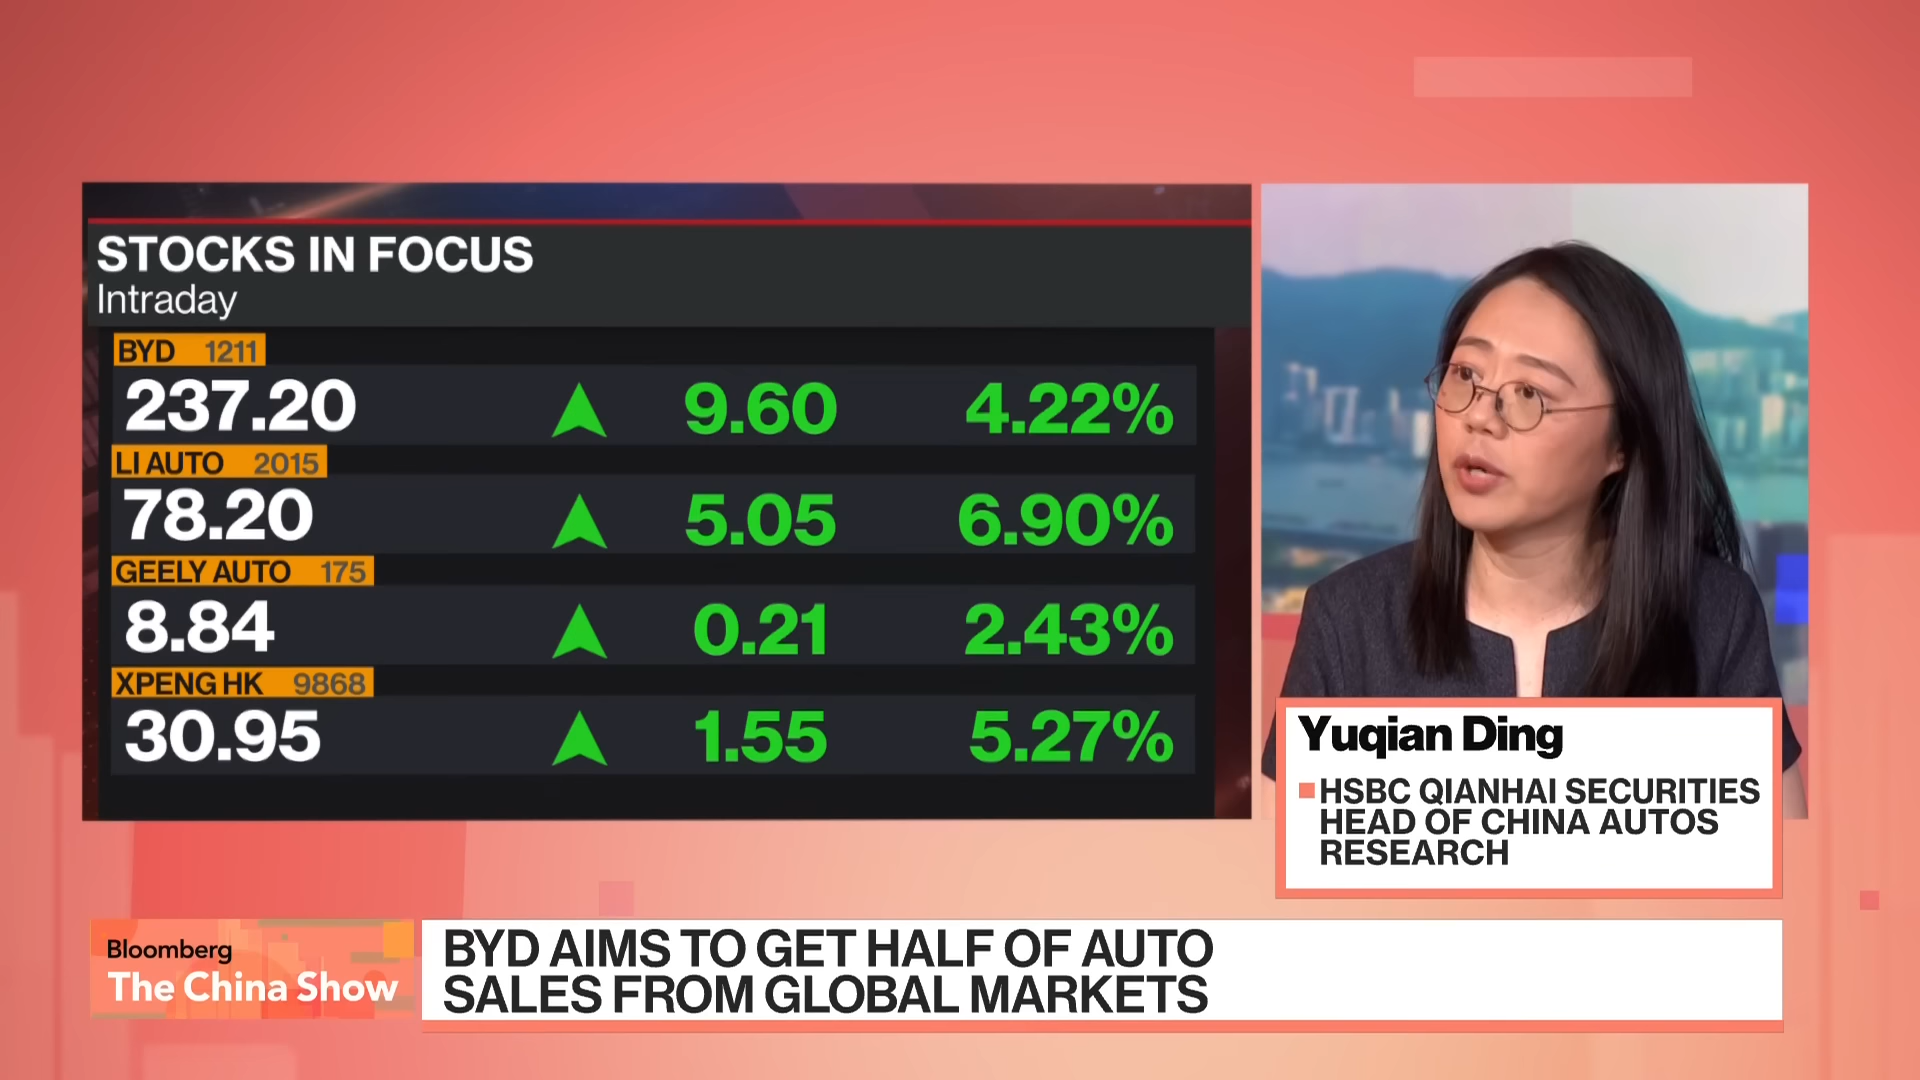 STOCKS IN FOCUS
Intraday
BYD 1211
237.20 ▲ 9.60 4.22%
LI AUTO 2015
78.20 ▲ 5.05 6.90%
GEELY AUTO 175
8.84 ▲ 0.21 2.43%
XPENG HK 9868
30.95 ▲ 1.55 5.27%
Yuqian Ding
HSBC QIANHAI SECURITIES
HEAD OF CHINA AUTOS
RESEARCH
Bloomberg
The China Show
BYD AIMS TO GET HALF OF AUTO
SALES FROM GLOBAL MARKETS